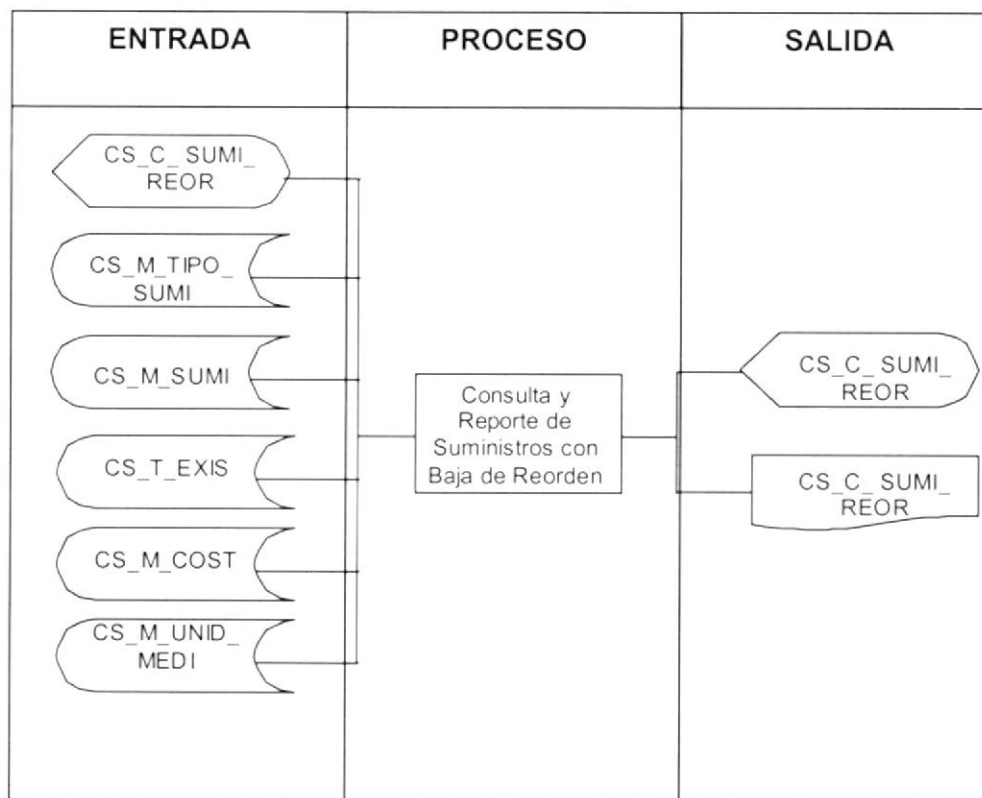 ENTRADA
PROCESO
SALIDA
CS_C_ SUMI_
REOR
CS_M_TIPO_
SUMI
CS_M_SUMI
CS_T_EXIS
CS_M_COST
CS_M_UNID_
MEDI
Consulta y
Reporte de
Suministros con
Baja de Reorden
CS_C_ SUMI_
REOR
CS_C_ SUMI_
REOR